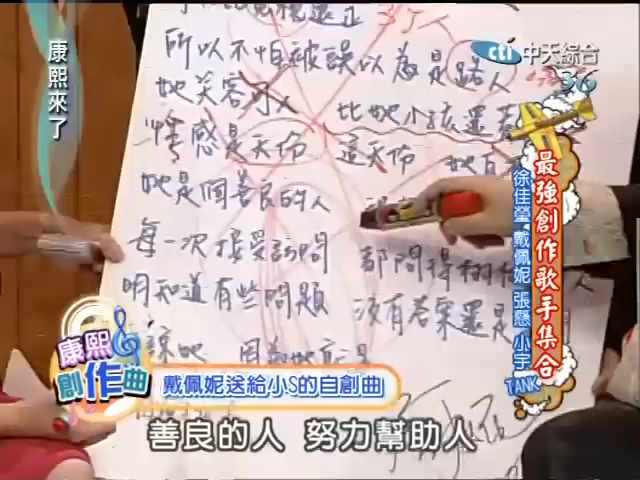 康熙來了
cti 中天綜合
36
所以不怕被誤以為是路人
她笑容可人 比她小孩還
情感是天份 這天份 她
她是個善良的人
每一次接受訪問 都問得
明知道有些問題 沒有答案還是
最強創作歌手集合
徐佳瑩 戴佩妮 張懸 小宇
TANK
康熙創作曲
戴佩妮送給小S的自創曲
善良的人 努力幫助人